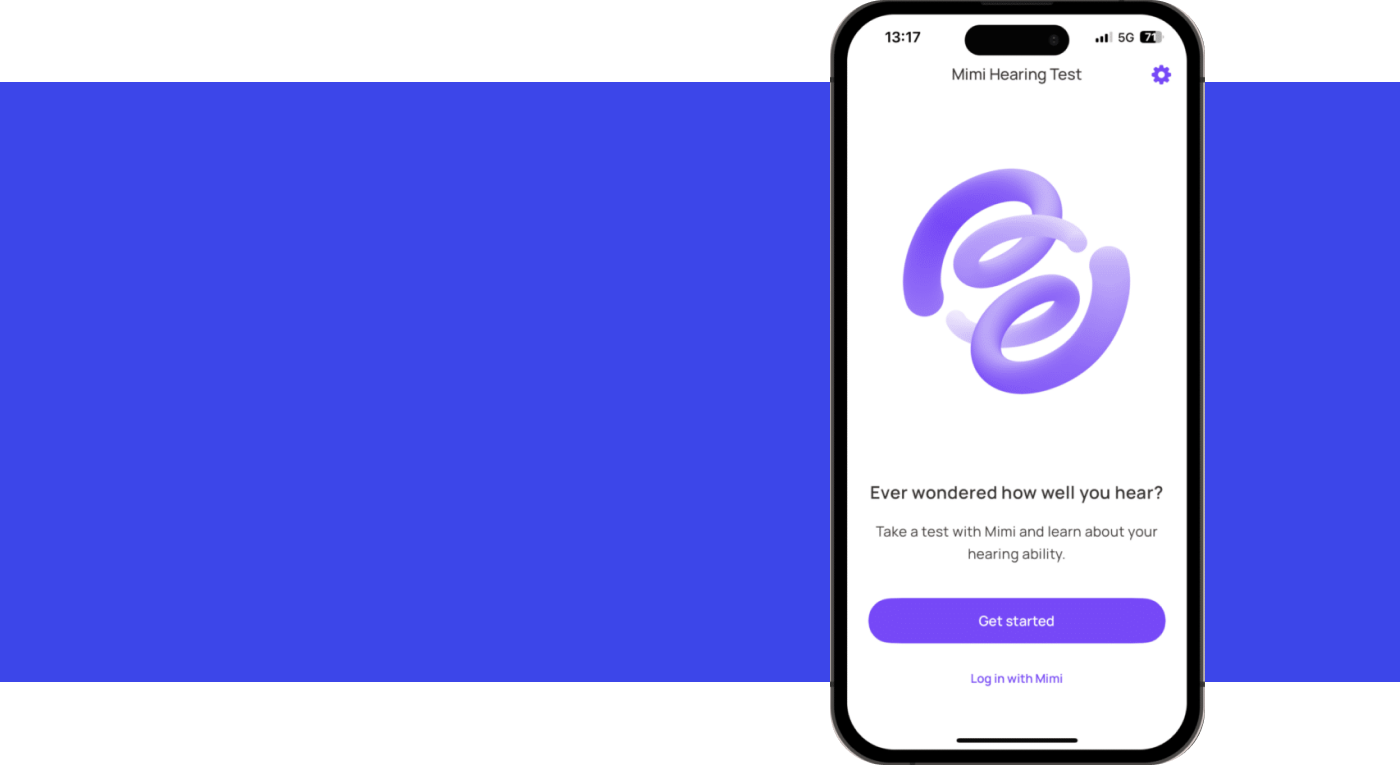 13:17
5G
71
Mimi Hearing Test
Ever wondered how well you hear?
Take a test with Mimi and learn about your
hearing ability.
Get started
Log in with Mimi